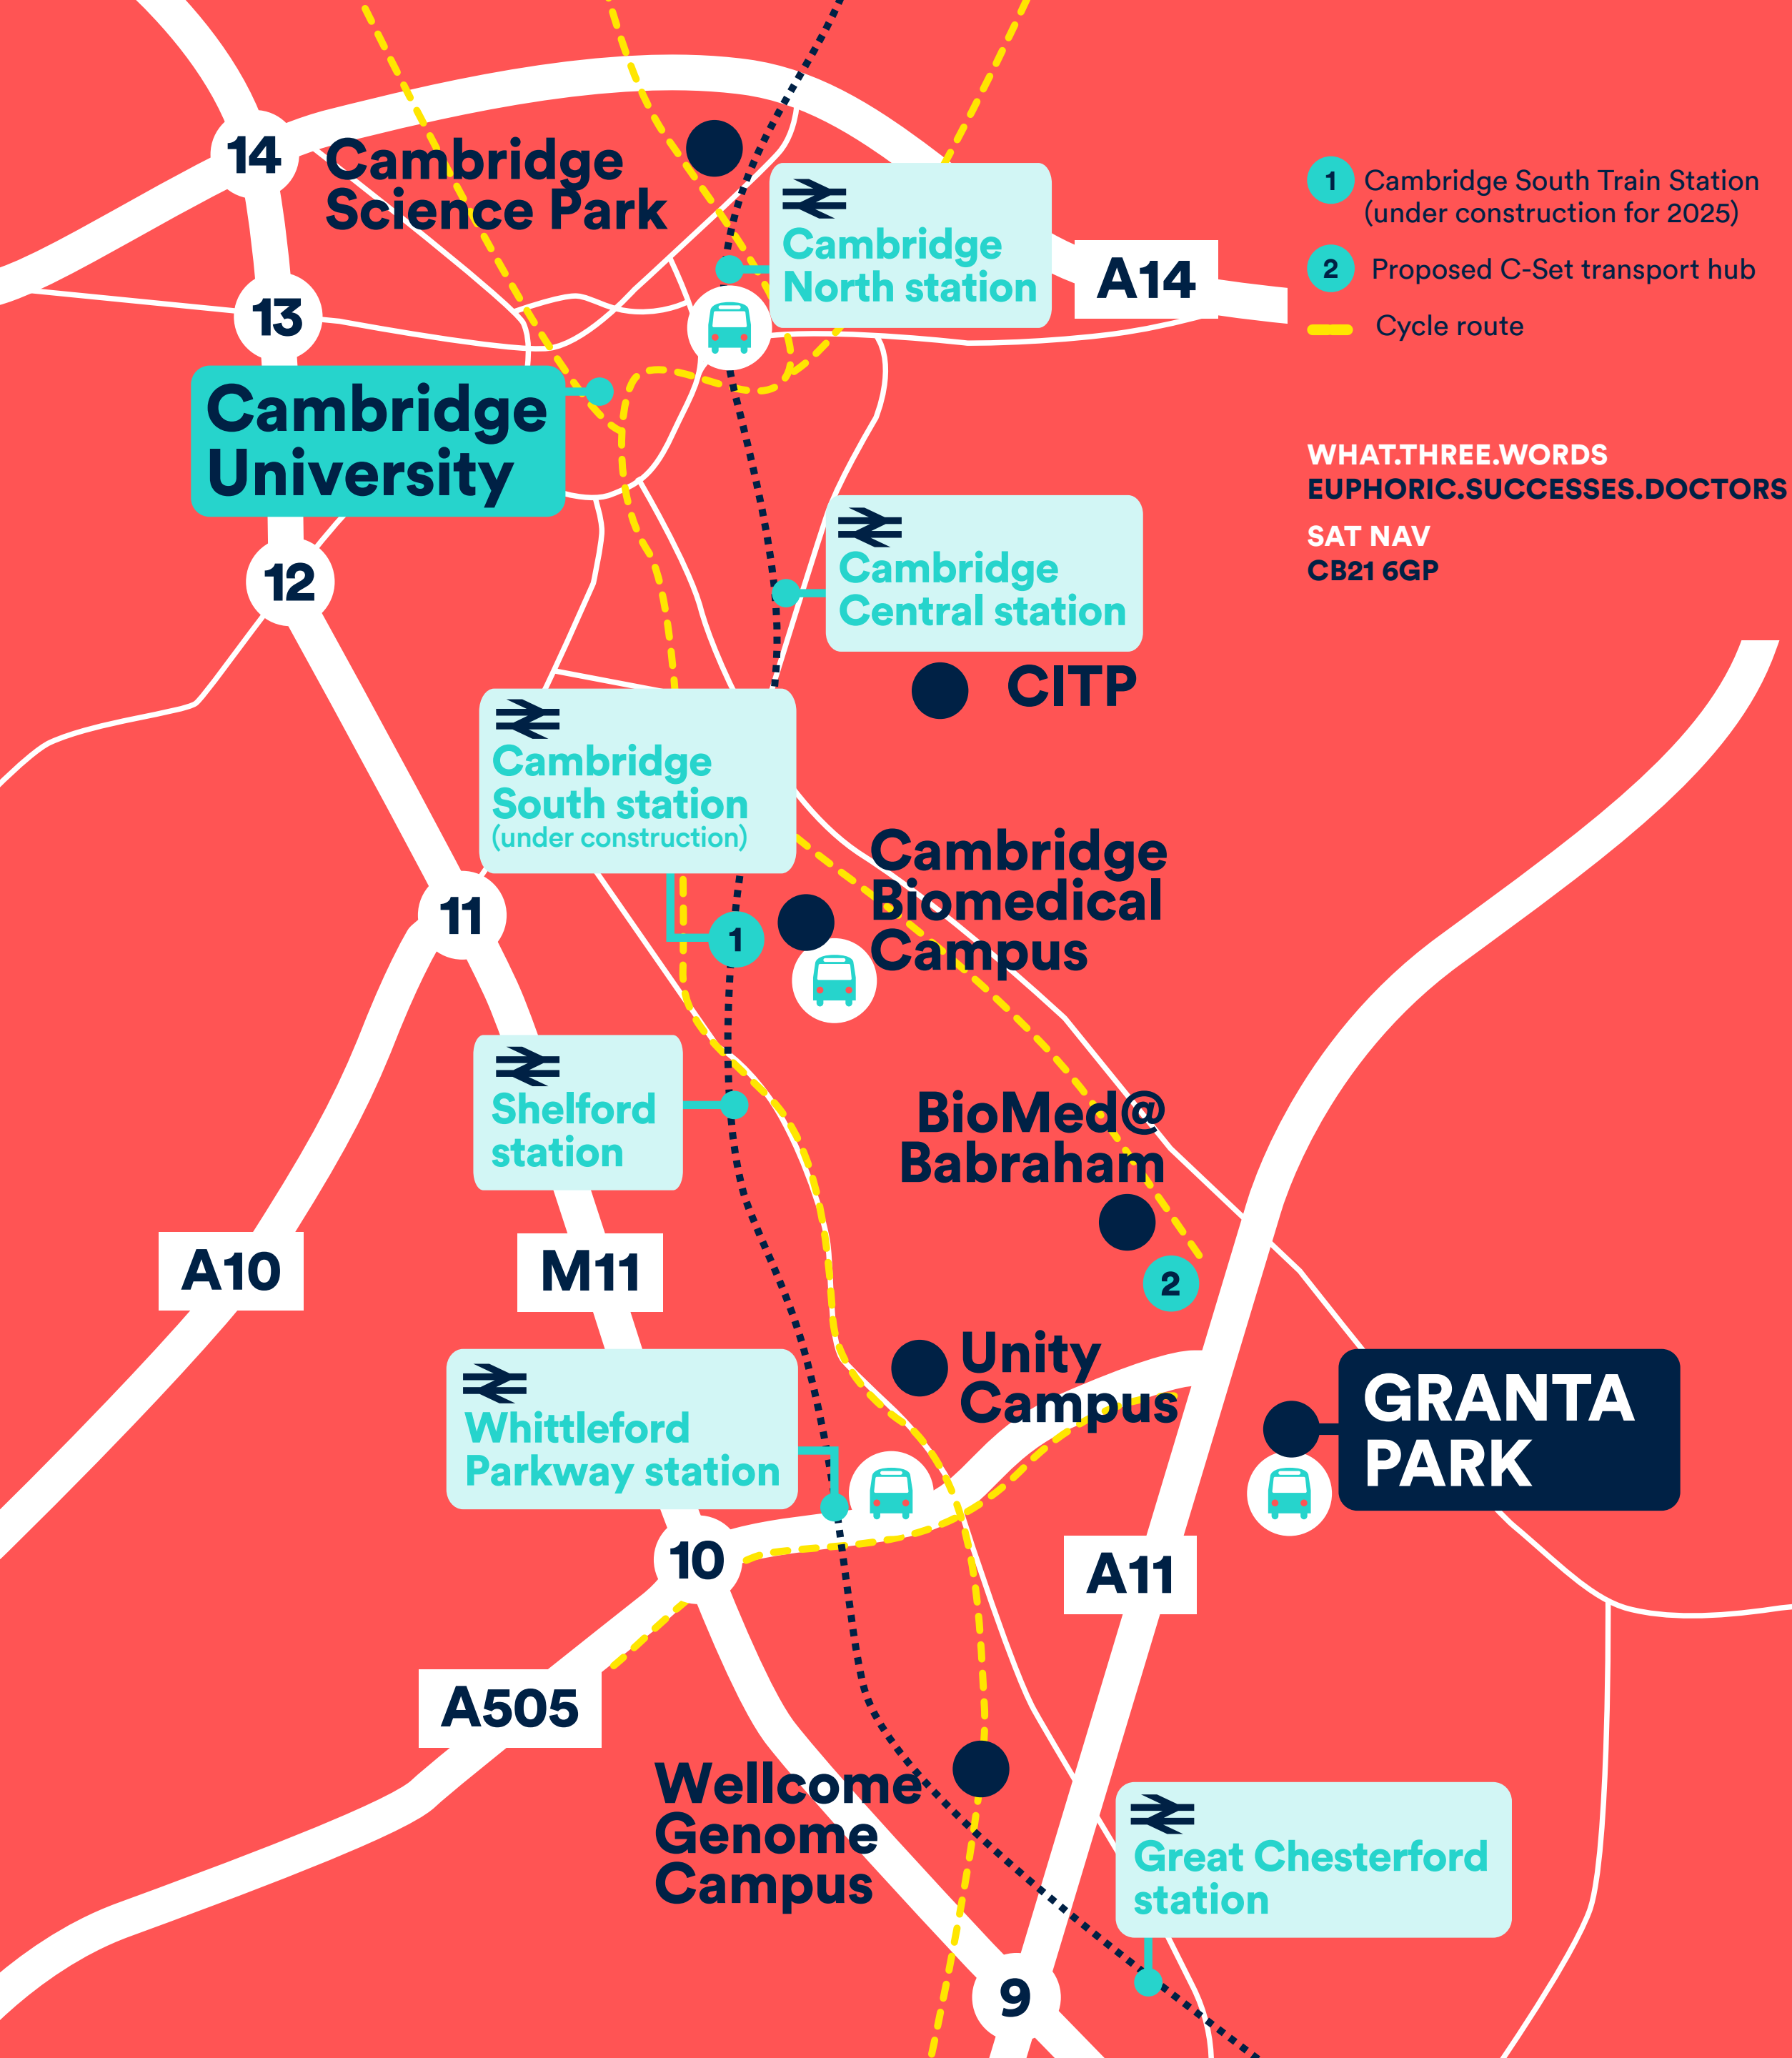 14
Cambridge
Science Park
Cambridge
North station
A14
1
Cambridge South Train Station
(under construction for 2025)
2
Proposed C-Set transport hub
Cycle route
13
Cambridge
University
WHAT.THREE.WORDS
EUPHORIC.SUCCESSES.DOCTORS
SAT NAV
CB21 6GP
12
Cambridge
Central station
CITP
Cambridge
South station
(under construction)
11
1
Cambridge
Biomedical
Campus
Shelford
station
BioMed@
Babraham
2
A10
M11
Unity
Campus
GRANTA
PARK
Whittleford
Parkway station
10
A11
A505
Wellcome
Genome
Campus
Great Chesterford
station
9